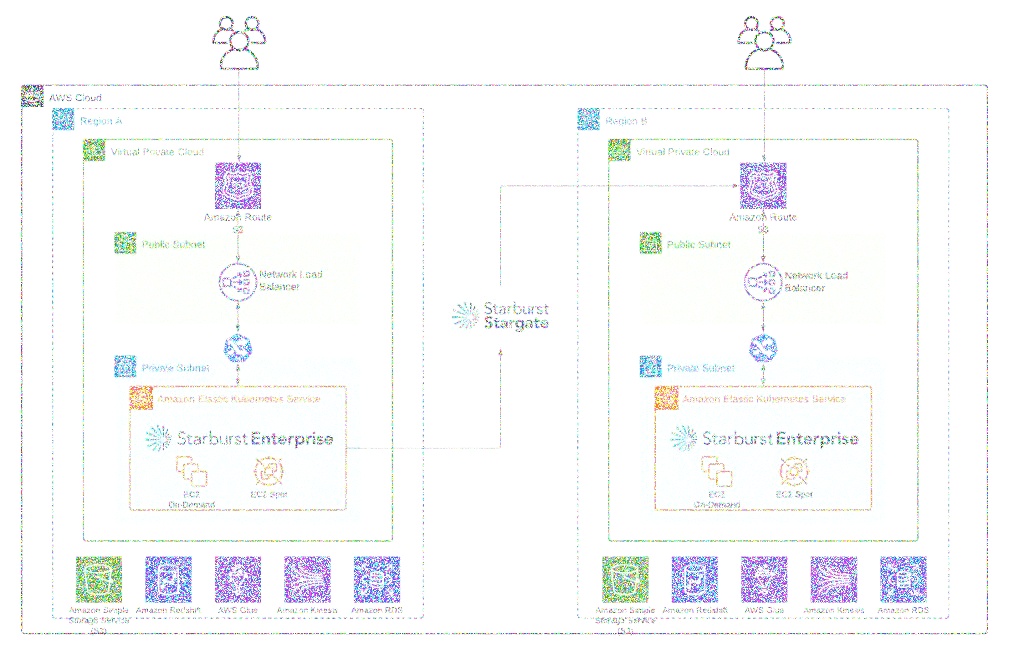 AWS Cloud
Region A
Virtual Private Cloud
Amazon Route
53
Public Subnet
Network Load
Balancer
Private Subnet
Amazon Elastic Kubernetes Service
Starburst Enterprise
EC2
On-Demand
EC2 Spot
Amazon Simple
Storage Service
(S3)
Amazon Redshift
AWS Glue
Amazon Kinesis
Amazon RDS
Starburst
Stargate
Region B
Virtual Private Cloud
Amazon Route
53
Public Subnet
Network Load
Balancer
Private Subnet
Amazon Elastic Kubernetes Service
Starburst Enterprise
EC2
On-Demand
EC2 Spot
Amazon Simple
Storage Service
(S3)
Amazon Redshift
AWS Glue
Amazon Kinesis
Amazon RDS